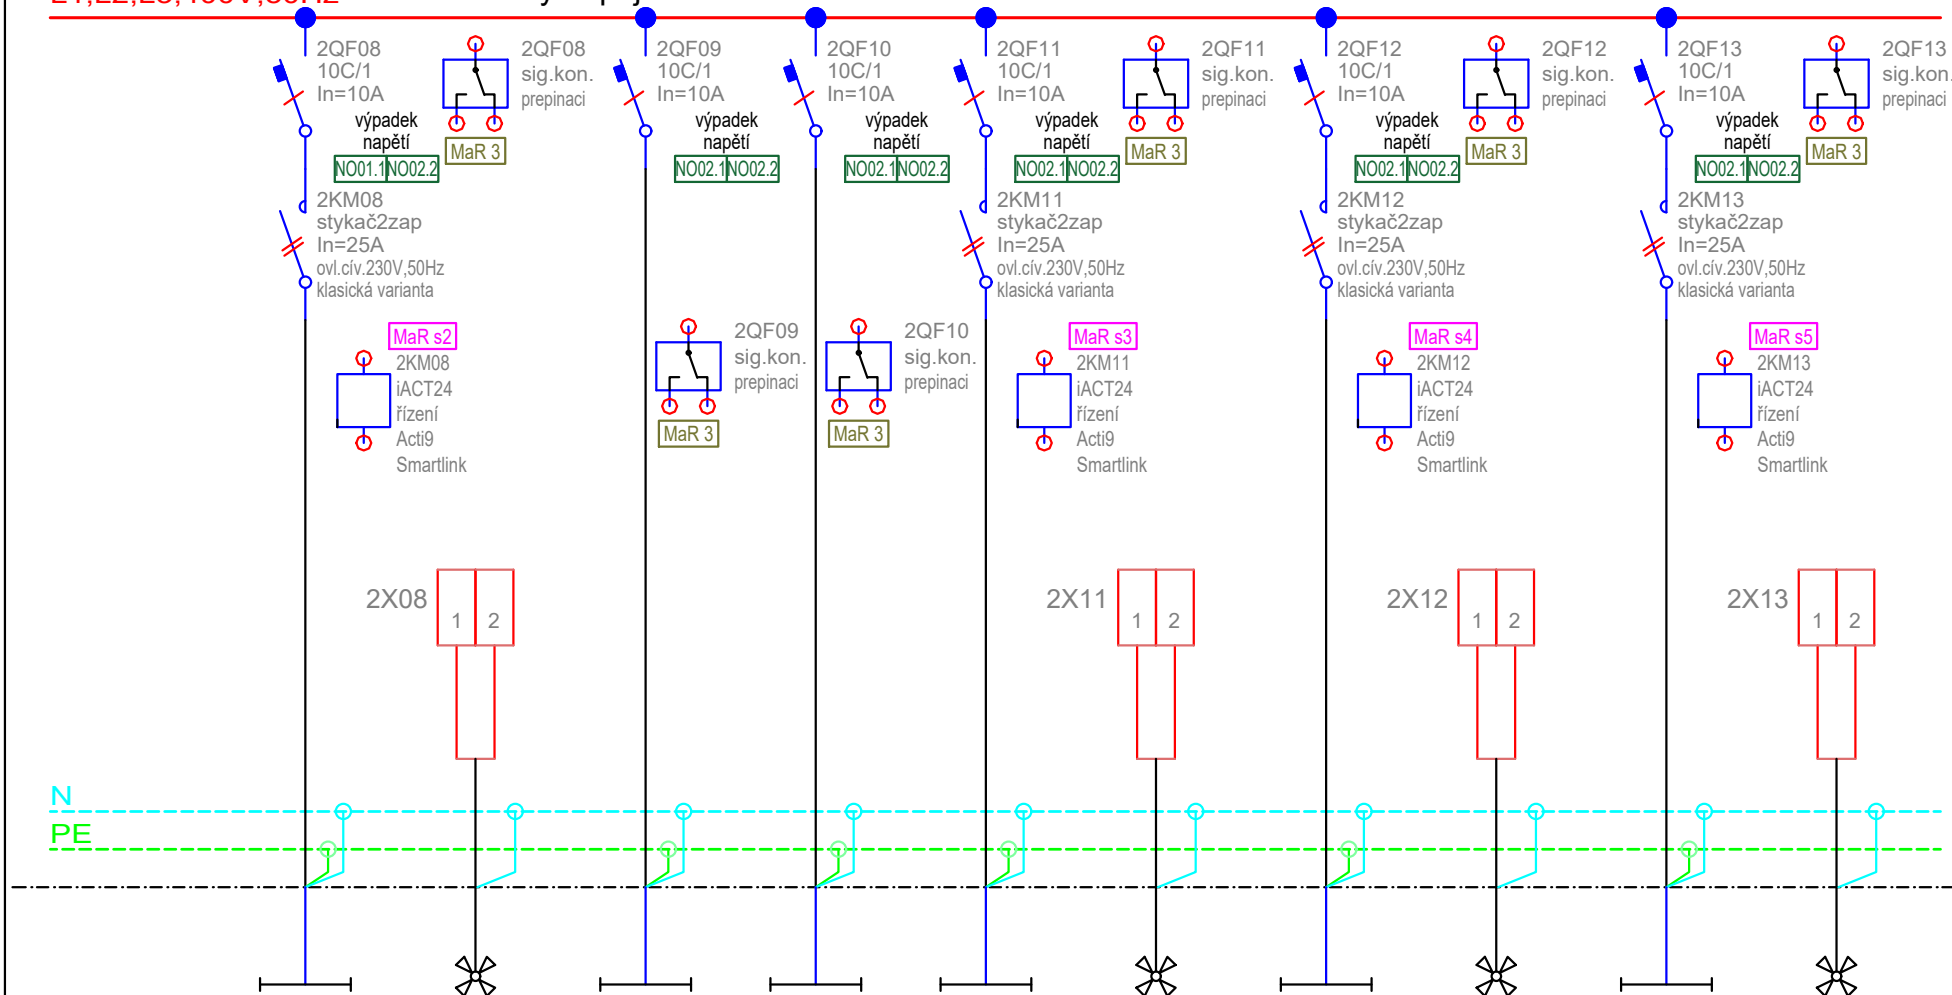 2QF08
10C/1
In=10A
výpadek
napětí
NO01.1 NO02.2
2QF08
sig.kon.
prepinaci
MaR 3
2KM08
stykač2zap
In=25A
ovl.cív.230V,50Hz
klasická varianta
MaR s2
2KM08
iACT24
řízení
Acti9
Smartlink
2X08
1 2
2QF09
10C/1
In=10A
výpadek
napětí
NO02.1 NO02.2
2QF09
sig.kon.
prepinaci
MaR 3
2QF10
10C/1
In=10A
výpadek
napětí
NO02.1 NO02.2
2QF10
sig.kon.
prepinaci
MaR 3
2QF11
10C/1
In=10A
výpadek
napětí
NO02.1 NO02.2
2QF11
sig.kon.
prepinaci
MaR 3
2KM11
stykač2zap
In=25A
ovl.cív.230V,50Hz
klasická varianta
MaR s3
2KM11
iACT24
řízení
Acti9
Smartlink
2X11
1 2
2QF12
10C/1
In=10A
výpadek
napětí
NO02.1 NO02.2
2QF12
sig.kon.
prepinaci
MaR 3
2KM12
stykač2zap
In=25A
ovl.cív.230V,50Hz
klasická varianta
MaR s4
2KM12
iACT24
řízení
Acti9
Smartlink
2X12
1 2
2QF13
10C/1
In=10A
výpadek
napětí
NO02.1 NO02.2
2QF13
sig.kon.
prepinaci
MaR 3
2KM13
stykač2zap
In=25A
ovl.cív.230V,50Hz
klasická varianta
MaR s5
2KM13
iACT24
řízení
Acti9
Smartlink
2X13
1 2
N
PE